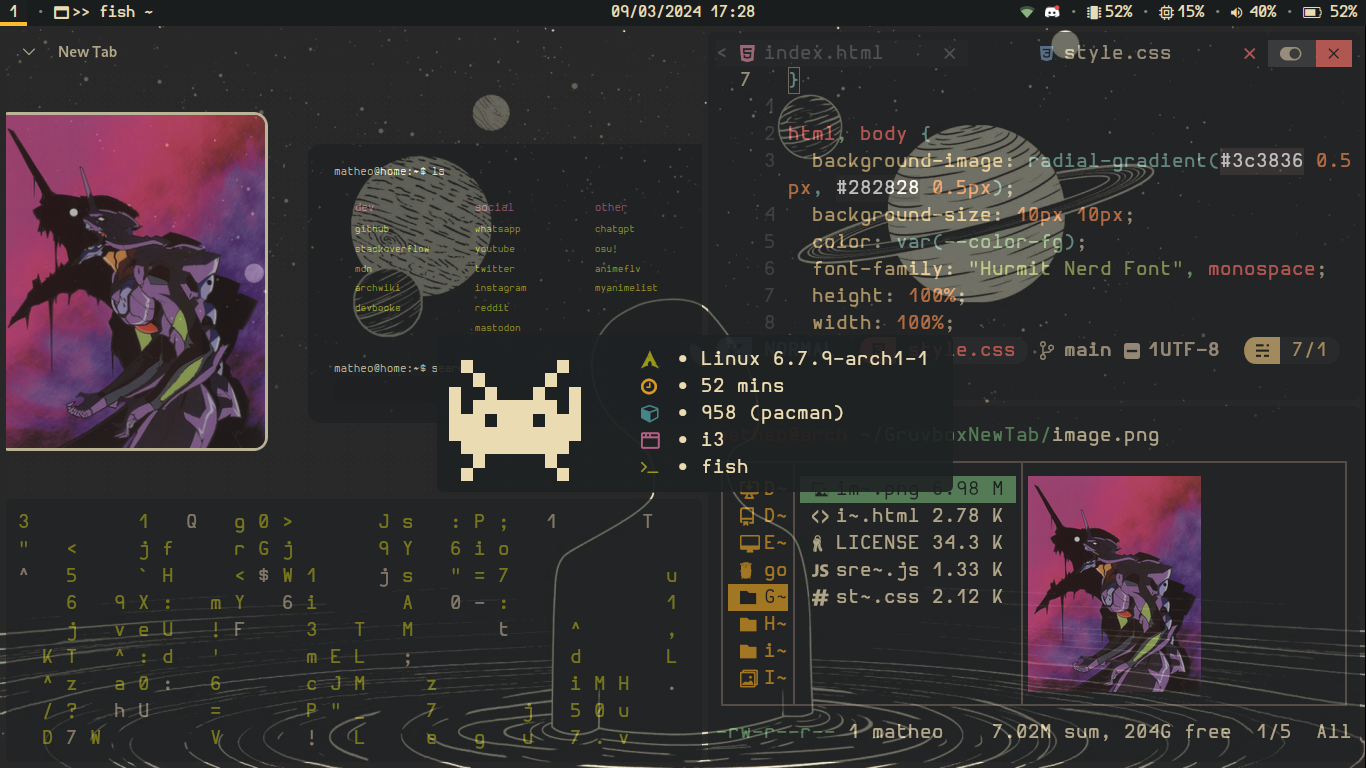 1 · >> fish ~
09/03/2024 17:28
· 52% · 15% · 40% · 52%
New Tab
matheo@home:~$ ls
dev social other
github whatsapp chatgpt
stackoverflow youtube osu!
mdn twitter animeflv
archwiki instagram myanimelist
devbooks reddit
mastodon
matheo@home:~$ s
< index.html
style.css
7 }
1
2 html, body {
3 background-image: radial-gradient(#3c3836 0.5
px, #282828 0.5px);
4 background-size: 10px 10px;
5 color: var(--color-fg);
6 font-family: "Hurmit Nerd Font", monospace;
7 height: 100%;
8 width: 100%;
NORMAL style.css main 1UTF-8 7/1
• Linux 6.7.9-arch1-1
• 52 mins
• 958 (pacman)
• i3
• fish
~/GruvboxNewTab/image.png
D~ im~.png 6.98 M
D~ i~.html 2.78 K
E~ LICENSE 34.3 K
go JS sre~.js 1.33 K
G~ # st~.css 2.12 K
H~
i~
I~
-rw-r--r-- 1 matheo 7.02M sum, 204G free 1/5 All
3 1 Q g 0 > J s : P ; 1 T
" < j f r G j 9 Y 6 i o
^ 5 ` H < $ W 1 j s " = 7 u
6 9 X : m Y 6 i A 0 - : 1
j v e U ! F 3 T M t ^ ,
K T ^ : d ' m E L ; d L
^ z a 0 : 6 c J M z i M H .
/ ? h U = P " _ 7 j 5 0 u
D 7 W V ! L e g u 7 . v